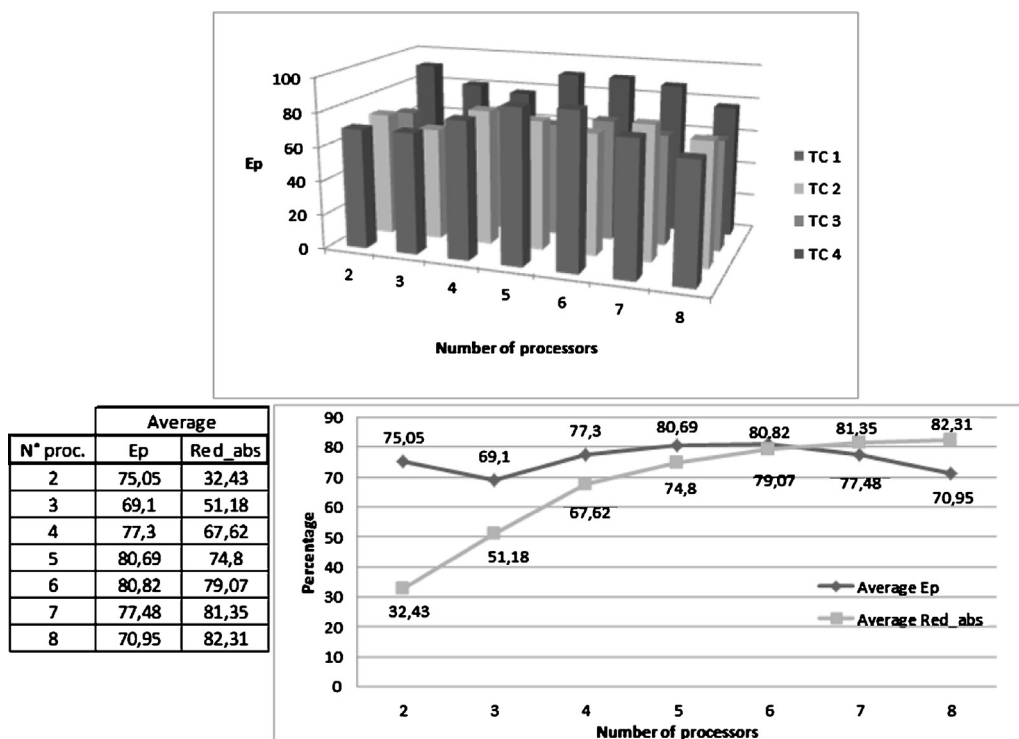 100
80
60
40
20
0
Ep
2
3
4
5
6
7
8
Number of processors
TC 1
TC 2
TC 3
TC 4
Average
N° proc. Ep Red_abs
2 75,05 32,43
3 69,1 51,18
4 77,3 67,62
5 80,69 74,8
6 80,82 79,07
7 77,48 81,35
8 70,95 82,31
90
80
70
60
50
40
30
20
10
0
Percentage
75,05
69,1
77,3
80,69
80,82
81,35
82,31
32,43
51,18
67,62
74,8
79,07
77,48
70,95
Average Ep
Average Red_abs
2 3 4 5 6 7 8
Number of processors